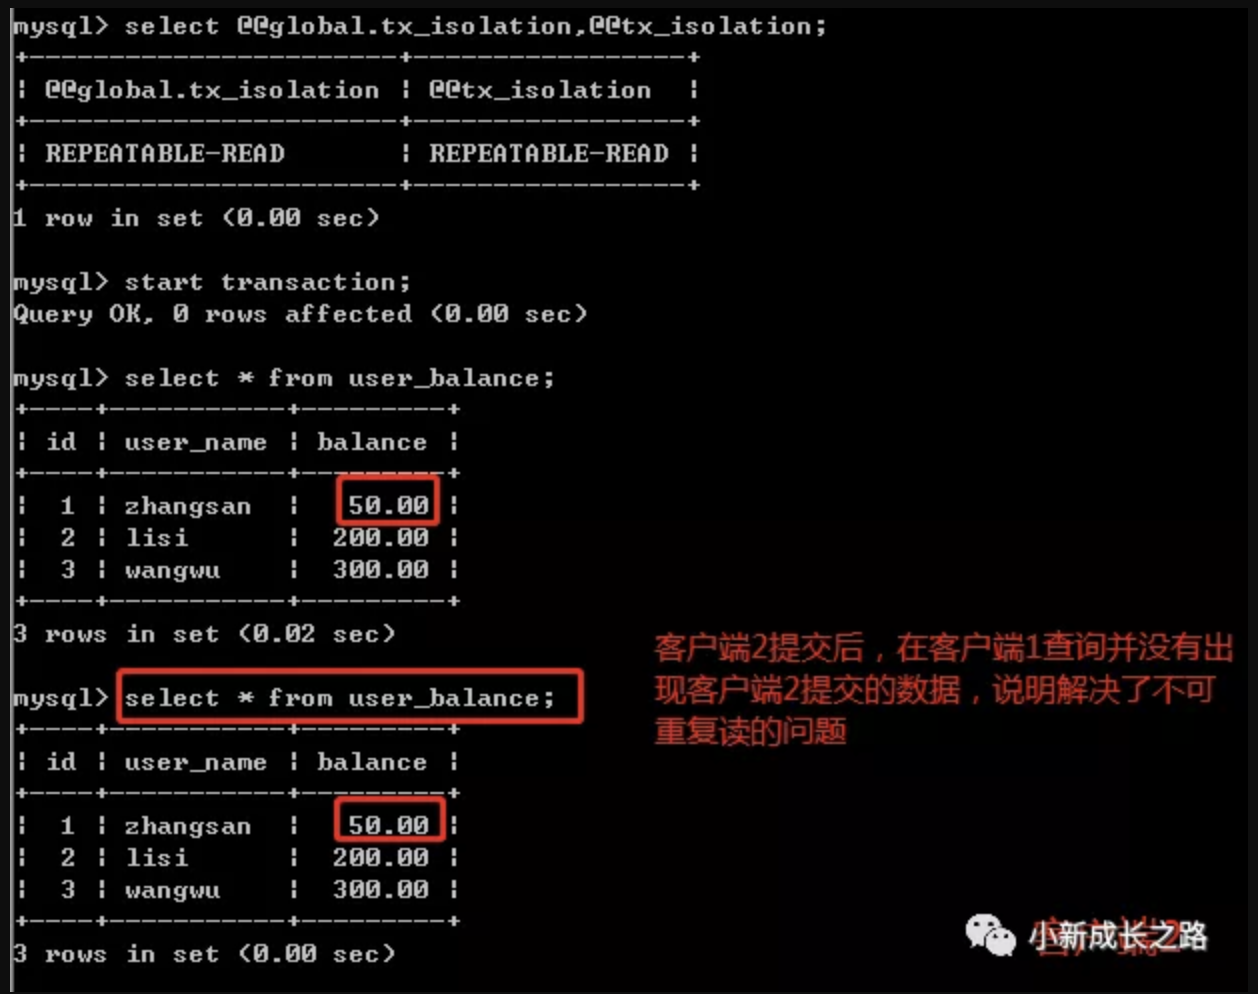 mysql> select @@global.tx_isolation,@@tx_isolation;
+------------------------+-----------------+
| @@global.tx_isolation | @@tx_isolation |
+------------------------+-----------------+
| REPEATABLE-READ | REPEATABLE-READ |
+------------------------+-----------------+
1 row in set (0.00 sec)
mysql> start transaction;
Query OK, 0 rows affected (0.00 sec)
mysql> select * from user_balance;
+----+-----------+---------+
| id | user_name | balance |
+----+-----------+---------+
| 1 | zhangsan | 50.00 |
| 2 | lisi | 200.00 |
| 3 | wangwu | 300.00 |
+----+-----------+---------+
3 rows in set (0.02 sec)
mysql> select * from user_balance;
+----+-----------+---------+
| id | user_name | balance |
+----+-----------+---------+
| 1 | zhangsan | 50.00 |
| 2 | lisi | 200.00 |
| 3 | wangwu | 300.00 |
+----+-----------+---------+
3 rows in set (0.00 sec)
客户端2提交后，在客户端1查询并没有出
现客户端2提交的数据，说明解决了不可
重复读的问题
小新成长之路